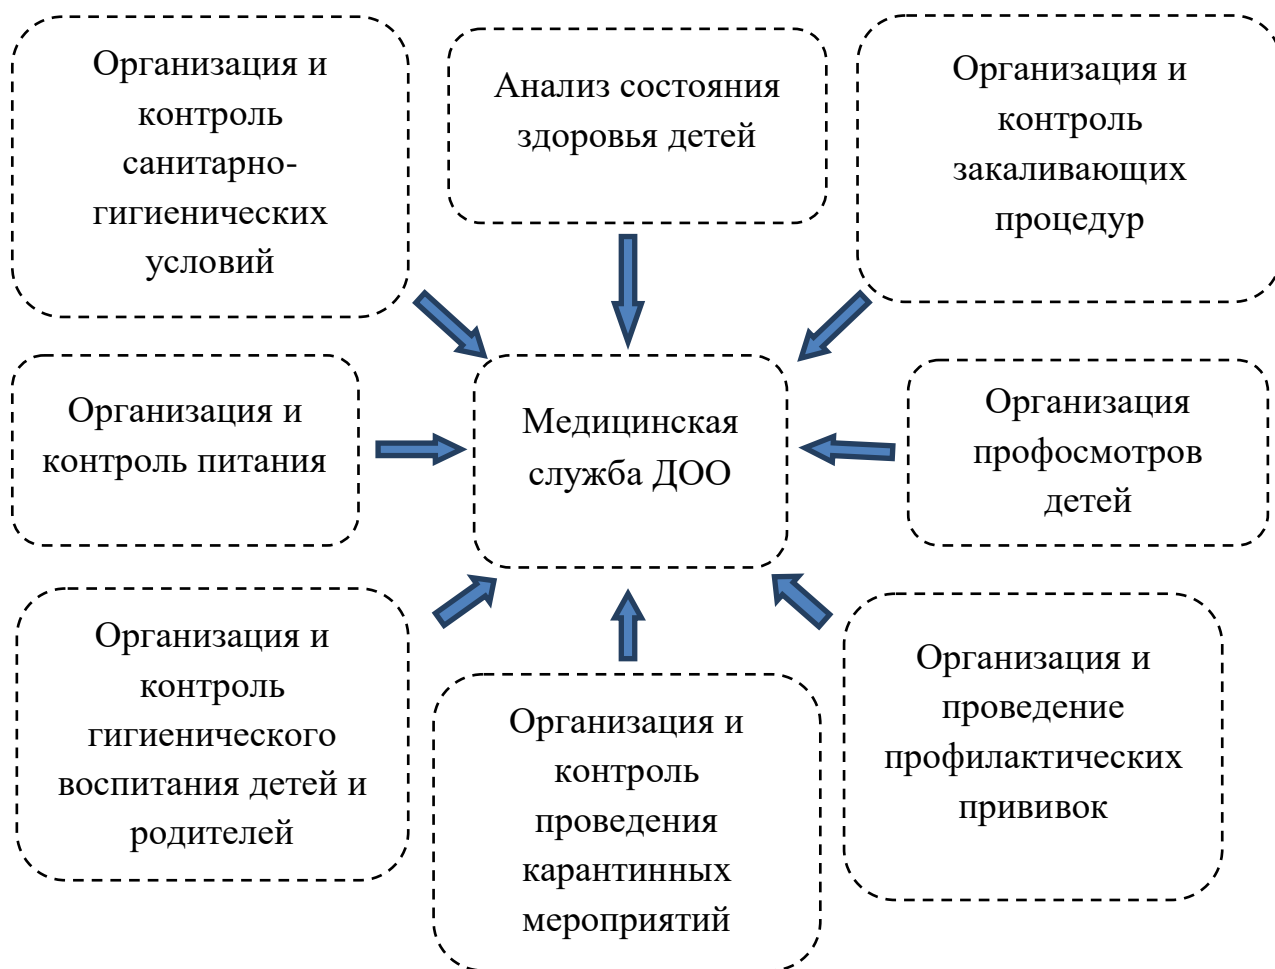 Организация и
контроль
санитарно-
гигиенических
условий
Анализ состояния
здоровья детей
Организация и
контроль
закаливающих
процедур
Организация и
контроль питания
Медицинская
служба ДОО
Организация
профосмотров
детей
Организация и
контроль
гигиенического
воспитания детей и
родителей
Организация и
контроль
проведения
карантинных
мероприятий
Организация и
проведение
профилактических
прививок